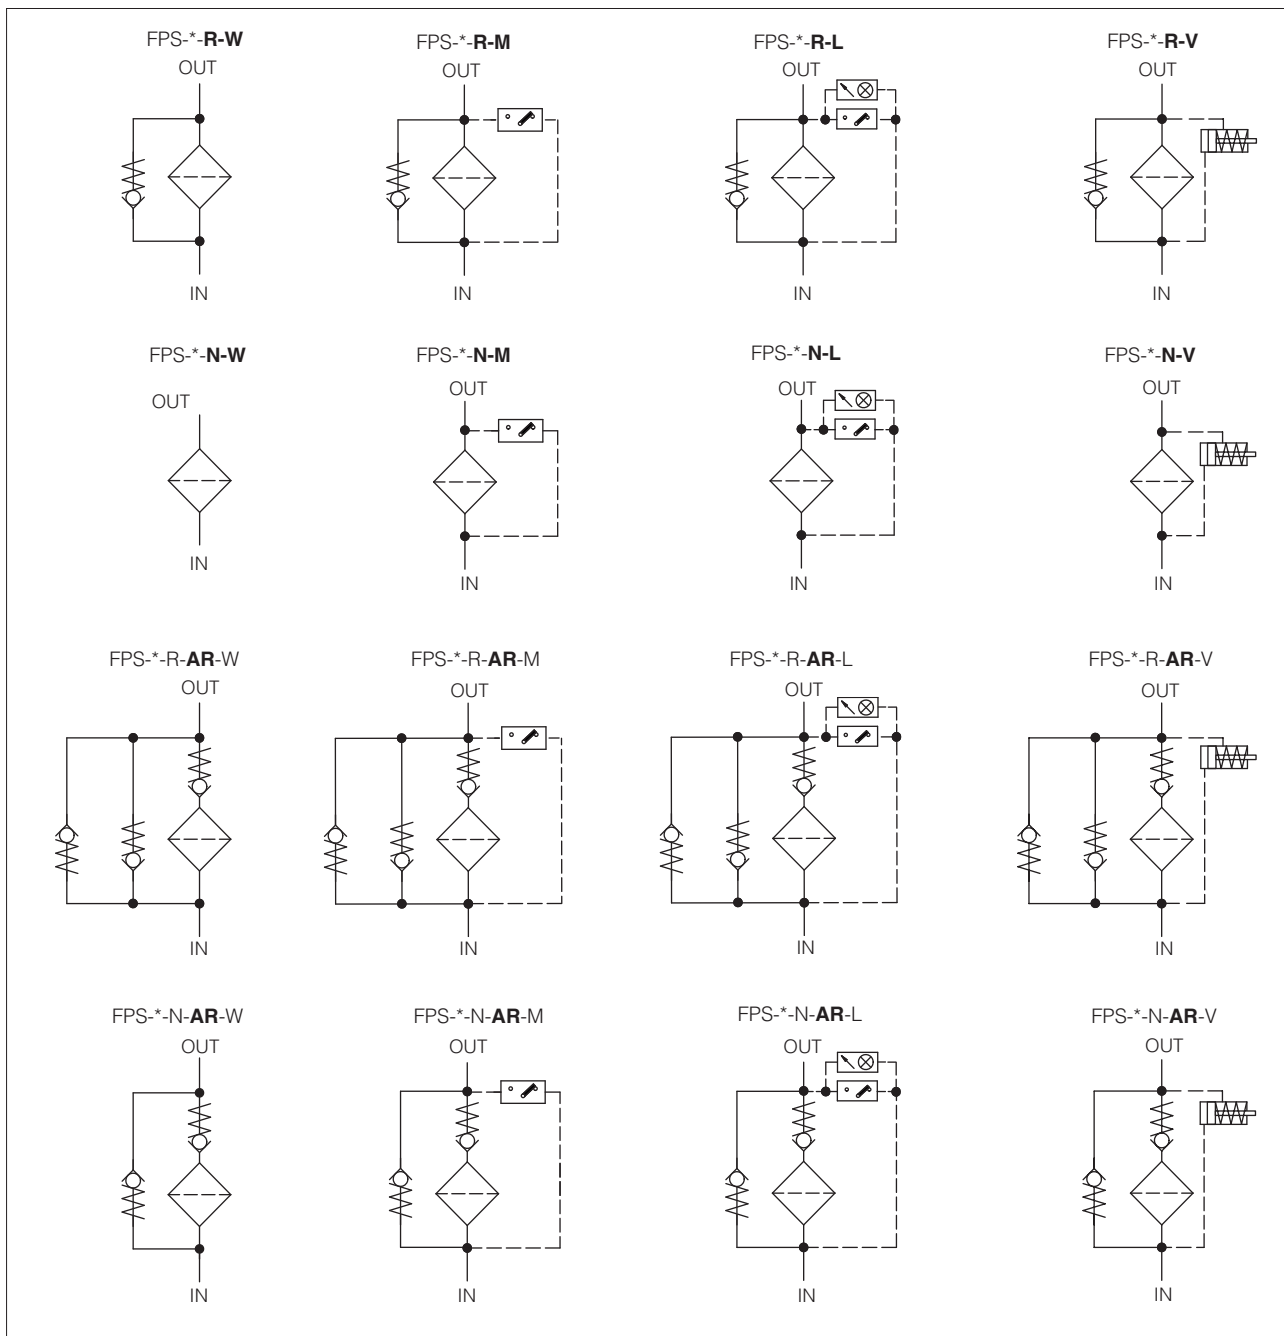 FPS-*-R-W
OUT
IN
FPS-*-R-M
OUT
IN
FPS-*-R-L
OUT
IN
FPS-*-R-V
OUT
IN
FPS-*-N-W
OUT
IN
FPS-*-N-M
OUT
IN
FPS-*-N-L
OUT
IN
FPS-*-N-V
OUT
IN
FPS-*-R-AR-W
OUT
IN
FPS-*-R-AR-M
OUT
IN
FPS-*-R-AR-L
OUT
IN
FPS-*-R-AR-V
OUT
IN
FPS-*-N-AR-W
OUT
IN
FPS-*-N-AR-M
OUT
IN
FPS-*-N-AR-L
OUT
IN
FPS-*-N-AR-V
OUT
IN